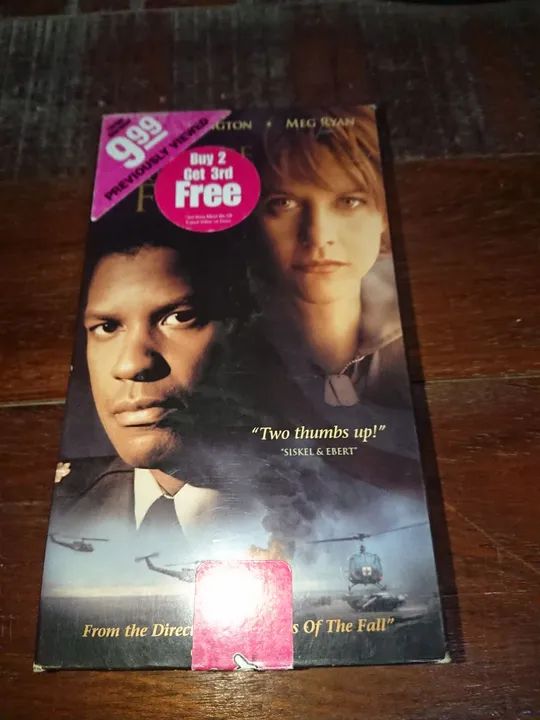 9.99
PREVIOUSLY VIEWED
INGTON • MEG RYAN
Buy 2
Get 3rd
Free
F
"Two thumbs up!"
"SISKEL & EBERT"
From the Direc s Of The Fall"